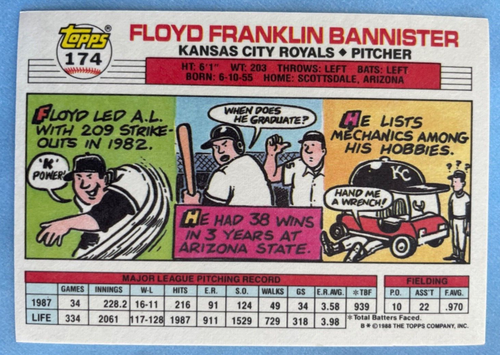 Topps
174
FLOYD FRANKLIN BANNISTER
KANSAS CITY ROYALS ♦ PITCHER
HT: 6'1" WT: 203 THROWS: LEFT BATS: LEFT
BORN: 6-10-55 HOME: SCOTTSDALE, ARIZONA
FLOYD LED A.L.
WITH 209 STRIKE-
OUTS IN 1982.
'K'
POWER!
WHEN DOES
HE GRADUATE?
HE HAD 38 WINS
IN 3 YEARS AT
ARIZONA STATE.
HE LISTS
MECHANICS AMONG
HIS HOBBIES.
KC
? ?
HAND ME
A WRENCH!
MAJOR LEAGUE PITCHING RECORD FIELDING
GAMES INNINGS W-L HITS E.R. S.O. WALKS GS E.R.AVG. *TBF P.O. ASS'T F.AVG.
1987 34 228.2 16-11 216 91 124 49 34 3.58 939 10 22 .970
LIFE 334 2061 117-128 1987 911 1529 729 318 3.98 *Total Batters Faced.
B* © 1988 THE TOPPS COMPANY, INC.